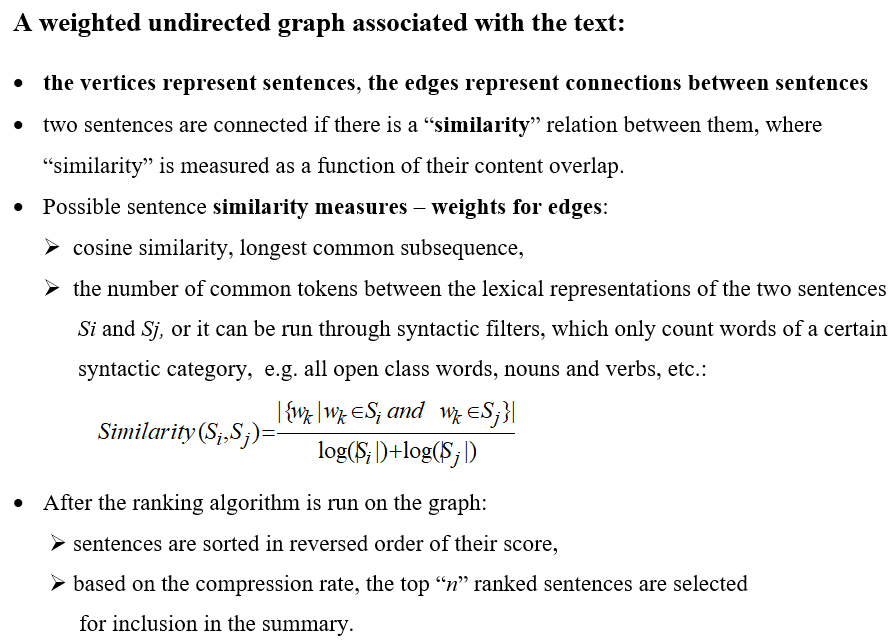 A weighted undirected graph associated with the text:
• the vertices represent sentences, the edges represent connections between sentences
• two sentences are connected if there is a “similarity” relation between them, where
“similarity” is measured as a function of their content overlap.
• Possible sentence similarity measures – weights for edges:
➢ cosine similarity, longest common subsequence,
➢ the number of common tokens between the lexical representations of the two sentences
Si and Sj, or it can be run through syntactic filters, which only count words of a certain
syntactic category, e.g. all open class words, nouns and verbs, etc.:
Similarity(S_i,S_j)=|{w_k|w_k∈S_i and w_k∈S_j}|
log(|S_i|)+log(|S_j|)
• After the ranking algorithm is run on the graph:
➢ sentences are sorted in reversed order of their score,
➢ based on the compression rate, the top “n” ranked sentences are selected
for inclusion in the summary.